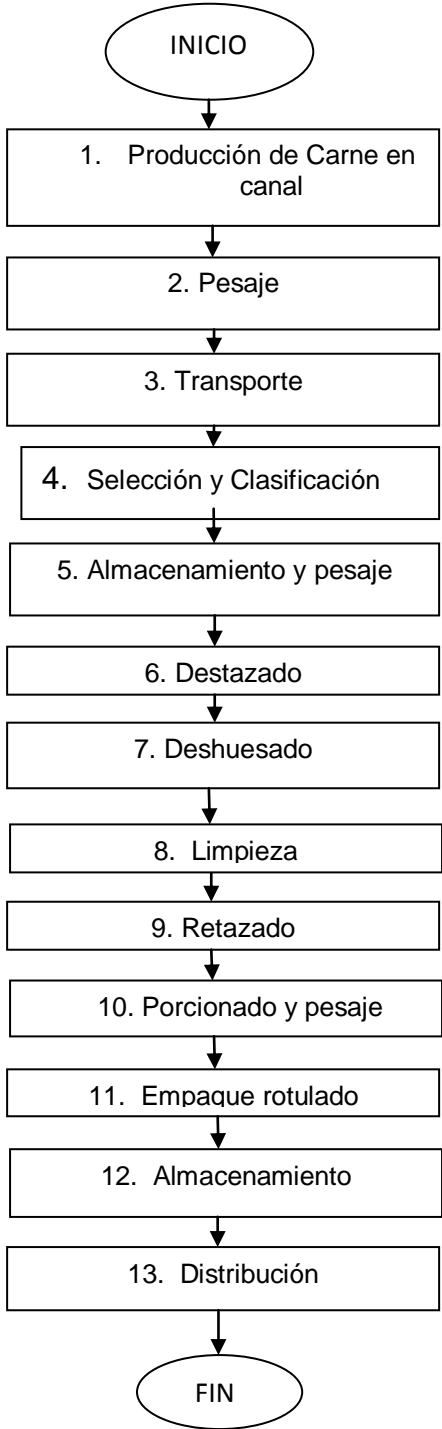 INICIO
1. Producción de Carne en
canal
2. Pesaje
3. Transporte
4. Selección y Clasificación
5. Almacenamiento y pesaje
6. Destazado
7. Deshuesado
8. Limpieza
9. Retazado
10. Porcionado y pesaje
11. Empaque rotulado
12. Almacenamiento
13. Distribución
FIN